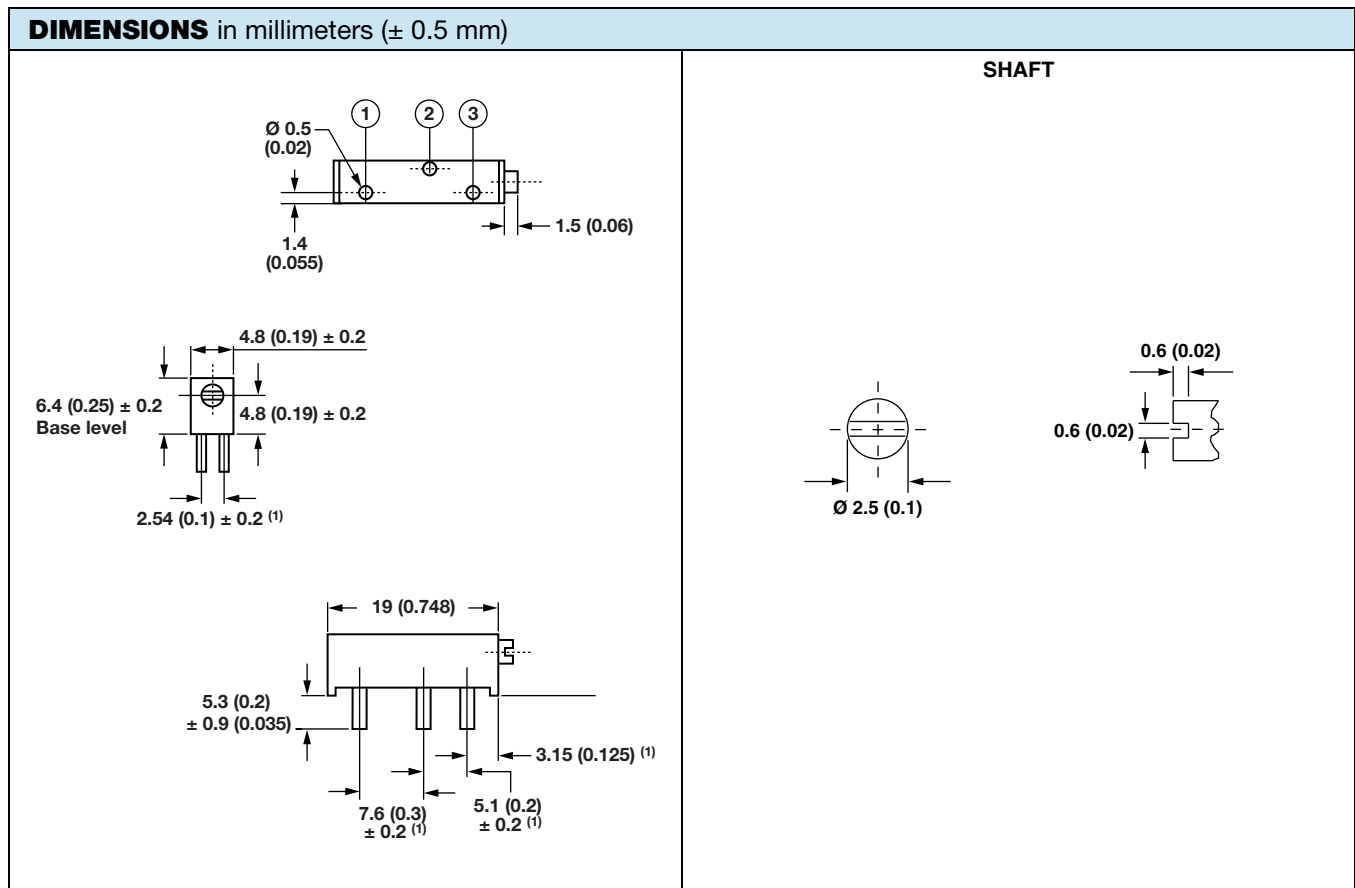 DIMENSIONS in millimeters (± 0.5 mm)
1
2
3
Ø 0.5
(0.02)
1.5 (0.06)
1.4
(0.055)
4.8 (0.19) ± 0.2
6.4 (0.25) ± 0.2
Base level
4.8 (0.19) ± 0.2
2.54 (0.1) ± 0.2 (1)
19 (0.748)
5.3 (0.2)
± 0.9 (0.035)
3.15 (0.125) (1)
7.6 (0.3)
± 0.2 (1)
5.1 (0.2)
± 0.2 (1)
SHAFT
0.6 (0.02)
0.6 (0.02)
Ø 2.5 (0.1)